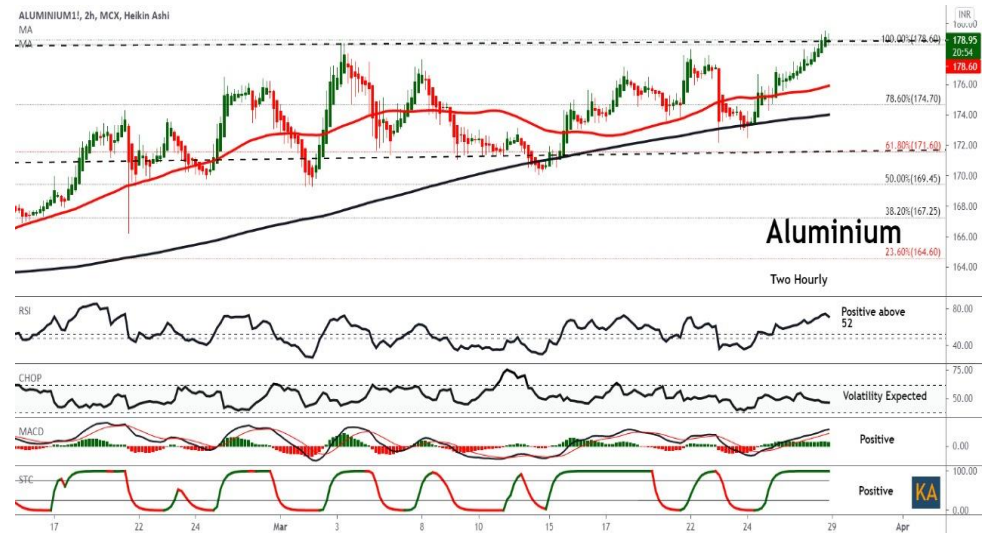 ALUMINIUM1!, 2h, MCX, Heikin Ashi
INR
MA
MA
180.00
100.00%(178.60)
178.95
20:54
178.60
176.00
78.60%(174.70)
174.00
172.00
61.80%(171.60)
170.00
50.00%(169.45)
168.00
38.20%(167.25)
Aluminium
166.00
23.60%(164.60)
164.00
Two Hourly
RSI
Positive above
52
80.00
40.00
CHOP
75.00
50.00
Volatility Expected
MACD
Positive
0.00
STC
100.00
Positive
KA
0.00
17 22 24 Mar 3 8 10 15 17 22 24 29 Apr